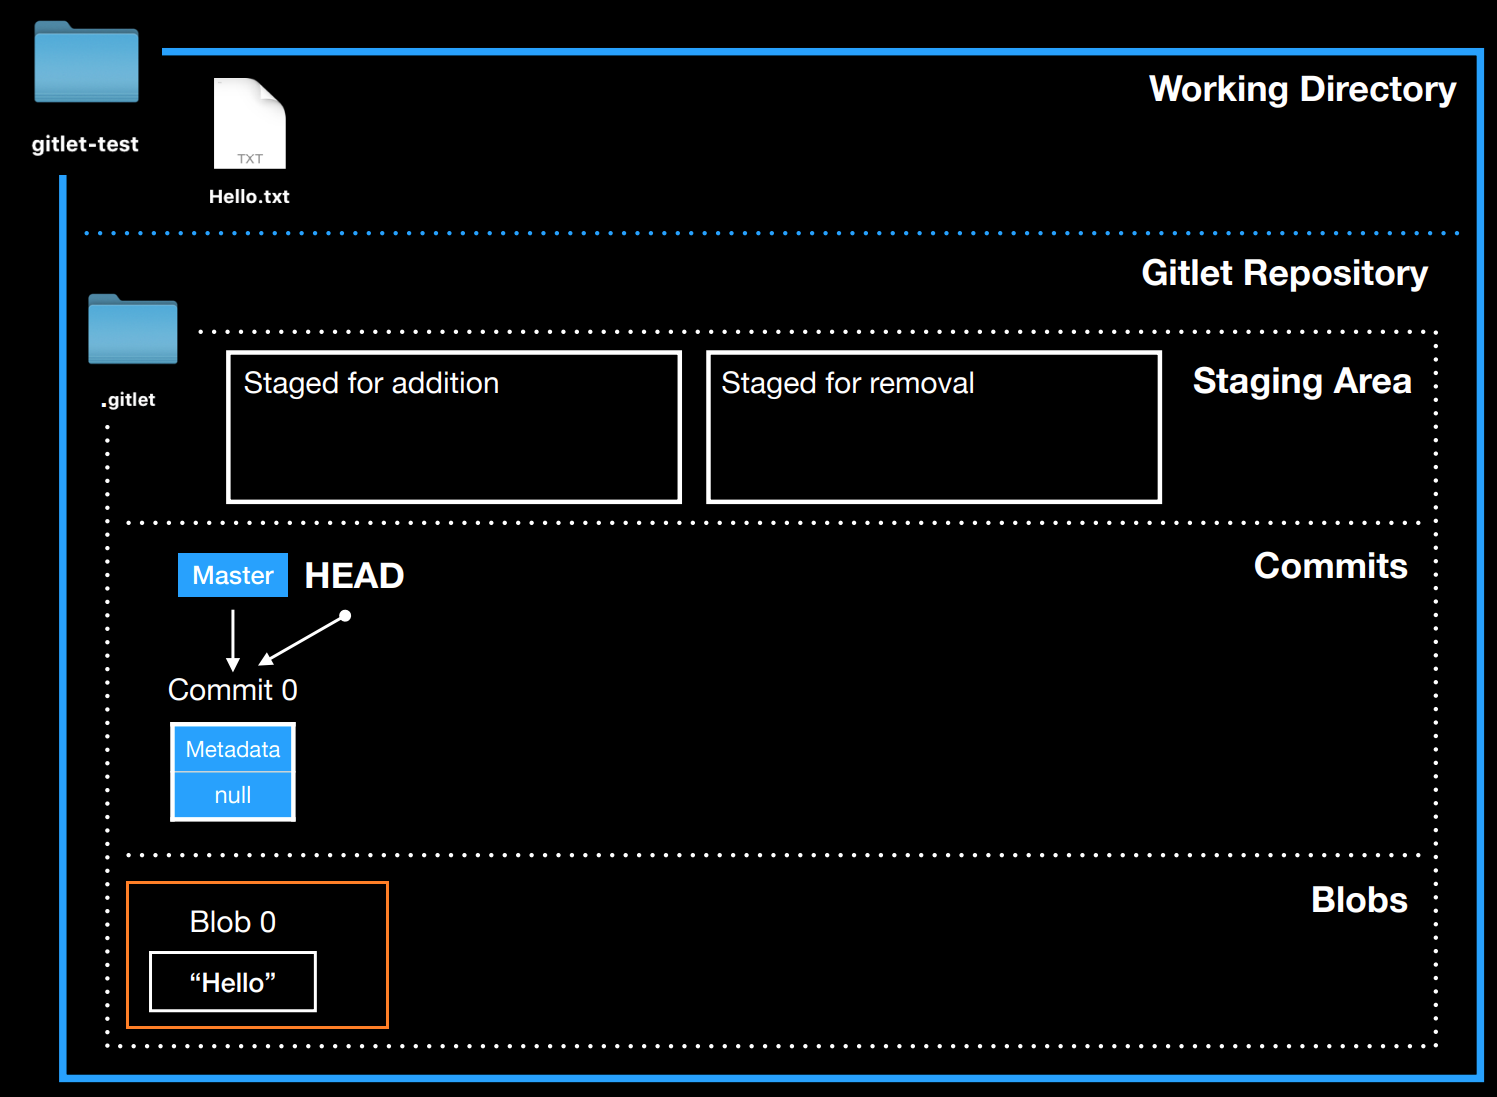 gitlet-test
Working Directory
TXT
Hello.txt
Gitlet Repository
.gitlet
Staged for addition
Staged for removal
Staging Area
Master
HEAD
Commits
Commit 0
Metadata
null
Blobs
Blob 0
“Hello”